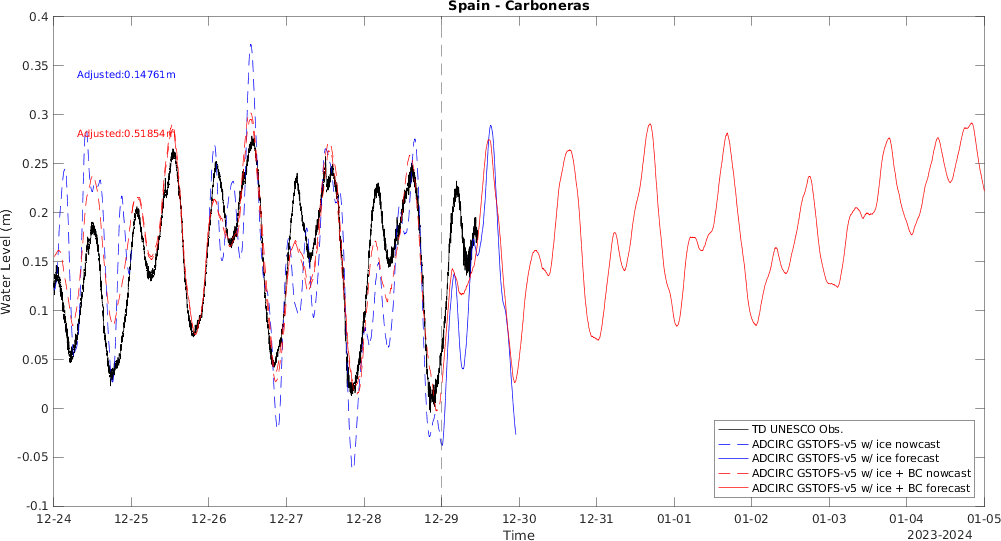 Spain - Carboneras
0.4
0.35
0.3
0.25
0.2
0.15
0.1
0.05
0
-0.05
-0.1
Water Level (m)
Adjusted:0.14761m
Adjusted:0.51854m
TD UNESCO Obs.
ADCIRC GSTOFS-v5 w/ ice nowcast
ADCIRC GSTOFS-v5 w/ ice forecast
ADCIRC GSTOFS-v5 w/ ice + BC nowcast
ADCIRC GSTOFS-v5 w/ ice + BC forecast
12-24 12-25 12-26 12-27 12-28 12-29 12-30 12-31 01-01 01-02 01-03 01-04 01-05
Time
2023-2024